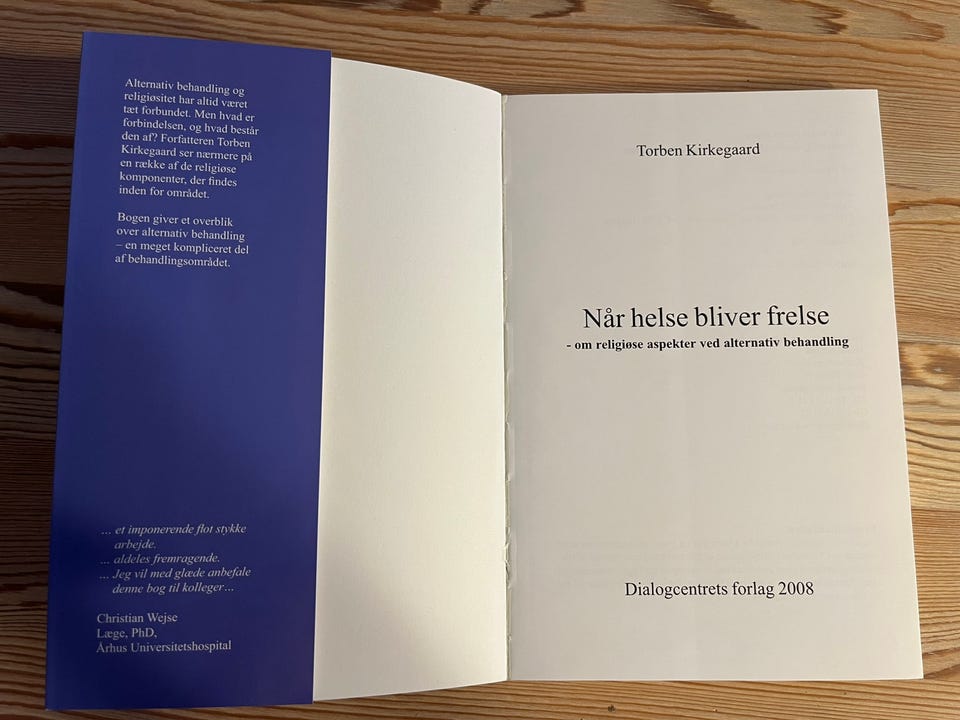 Alternativ behandling og
religiøsitet har altid været
tæt forbundet. Men hvad er
forbindelsen, og hvad består
den af? Forfatteren Torben
Kirkegaard ser nærmere på
en række af de religiøse
komponenter, der findes
inden for området.
Bogen giver et overblik
over alternativ behandling
– en meget kompliceret del
af behandlingsområdet.
... et imponerende flot stykke
arbejde.
... aldeles fremragende.
... Jeg vil med glæde anbefale
denne bog til kolleger...
Christian Wejse
Læge, PhD,
Århus Universitetshospital
Torben Kirkegaard
Når helse bliver frelse
- om religiøse aspekter ved alternativ behandling
Dialogcentrets forlag 2008